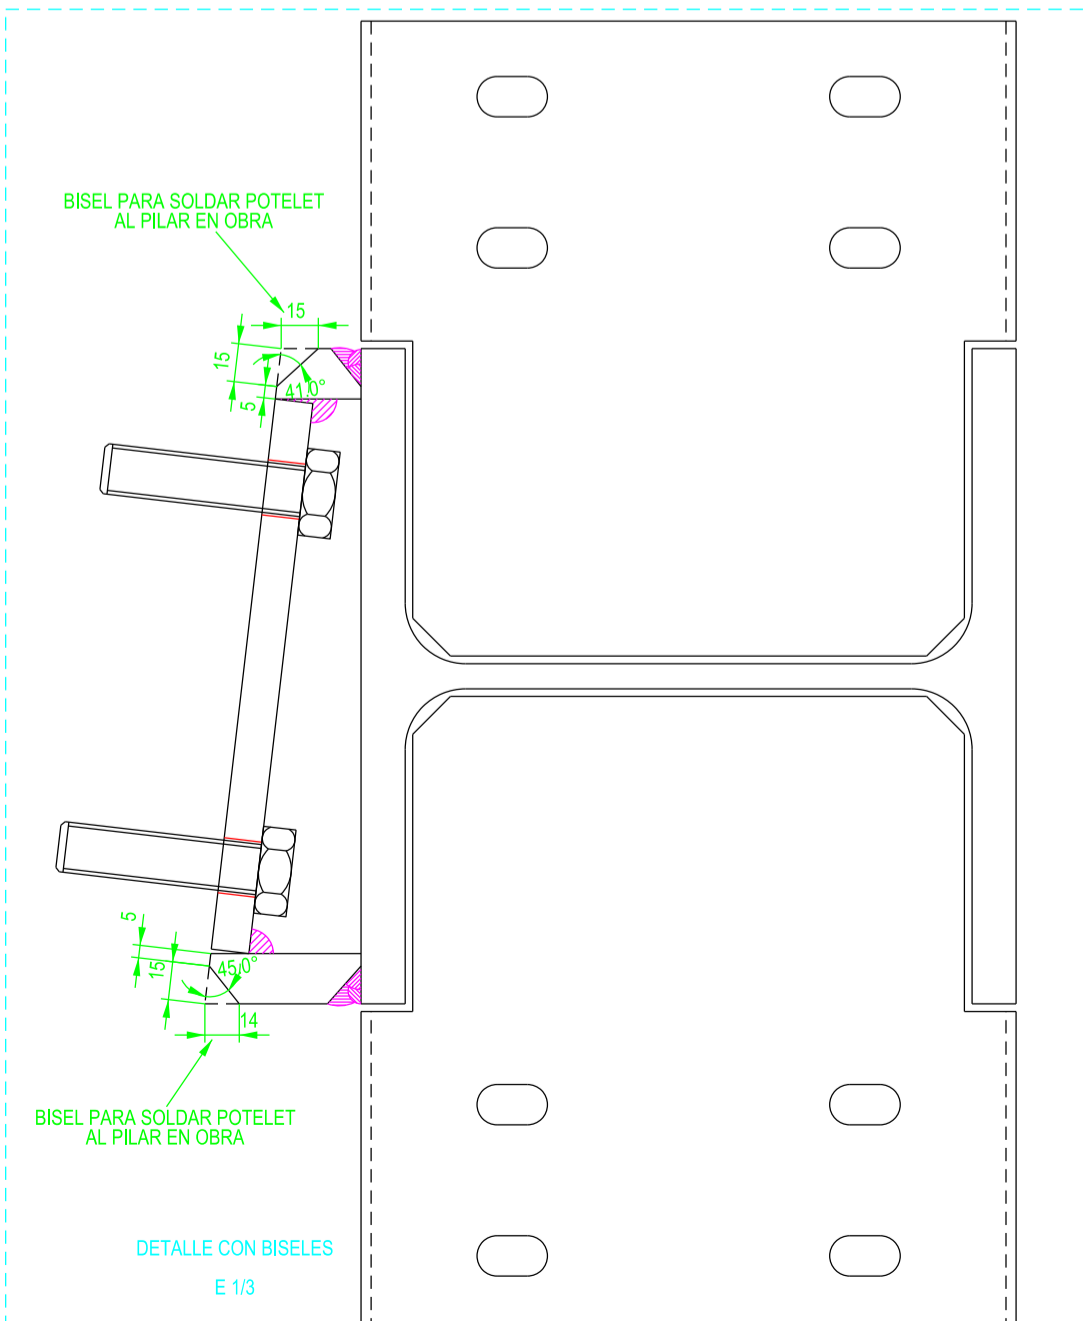 BISEL PARA SOLDAR POTELET
AL PILAR EN OBRA
15
15
41.0°
5
5
45.0°
15
14
BISEL PARA SOLDAR POTELET
AL PILAR EN OBRA
DETALLE CON BISELES
E 1/3